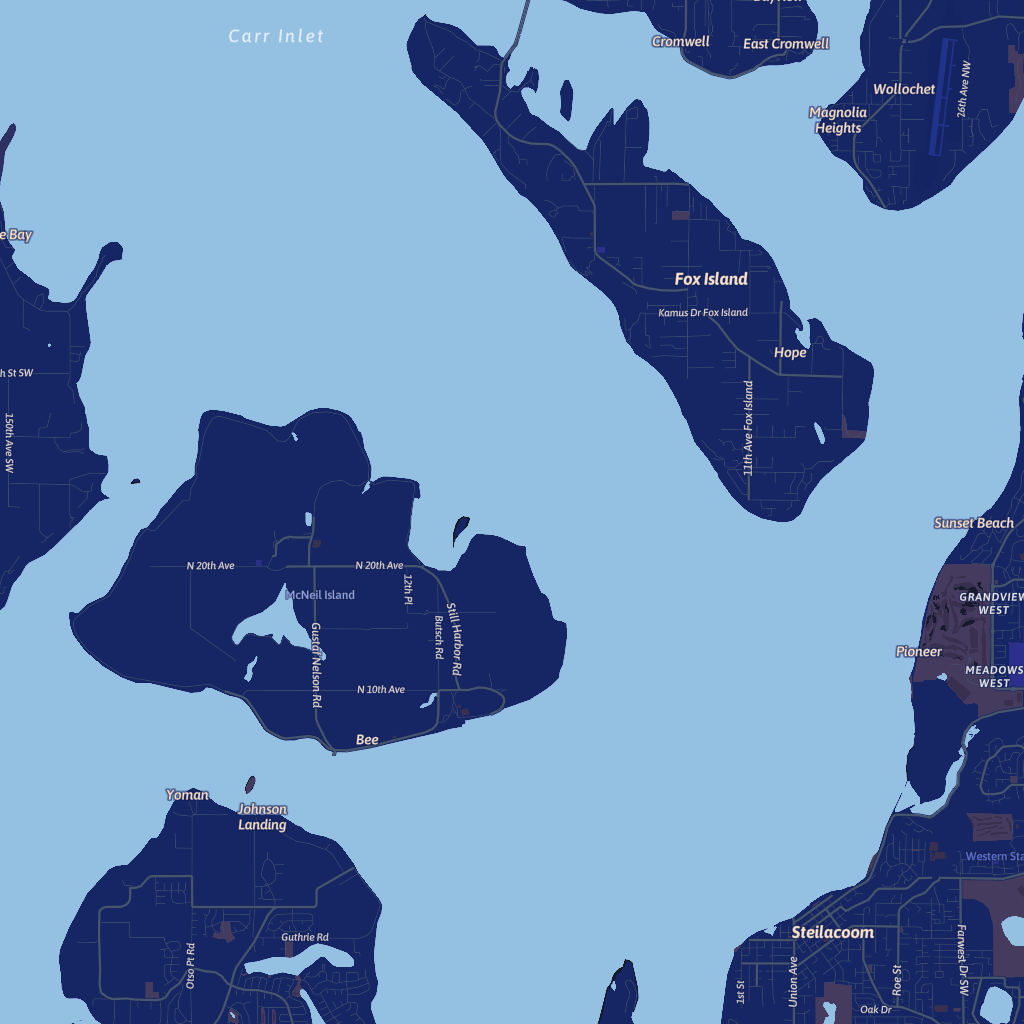 Carr Inlet
Cromwell
East Cromwell
Wollochet
26th Ave NW
Magnolia
Heights
e Bay
Fox Island
Kamus Dr Fox Island
Hope
h St SW
150th Ave SW
11th Ave Fox Island
Sunset Beach
N 20th Ave
N 20th Ave
McNeil Island
12th Pl
Still Harbor Rd
Butsch Rd
Gustaf Nelson Rd
GRANDVIEW
WEST
Pioneer
MEADOWS
WEST
N 10th Ave
Bee
Yoman
Johnson
Landing
Western Sta
Guthrie Rd
Otso Pt Rd
Steilacoom
1st St
Union Ave
Roe St
Farwest Dr SW
Oak Dr